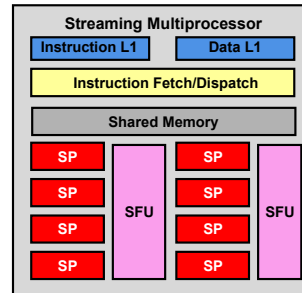 Streaming Multiprocessor
Instruction L1 Data L1
Instruction Fetch/Dispatch
Shared Memory
SP SP
SP SP
SFU SFU
SP SP
SP SP